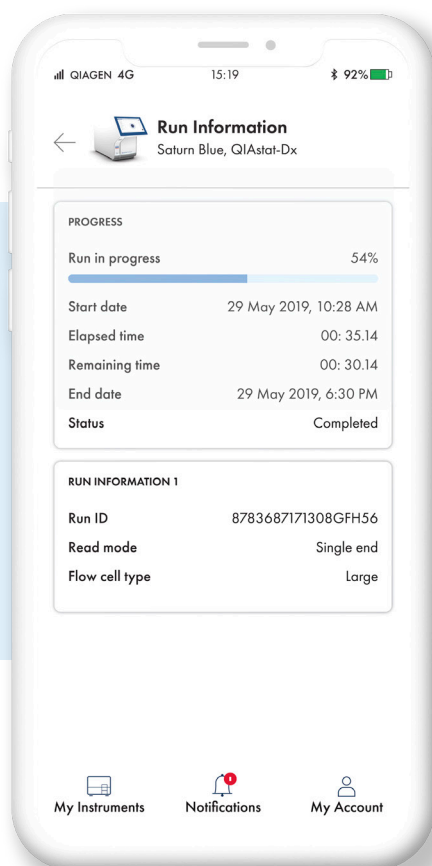 QIAGEN 4G 15:19 92%
Run Information
Saturn Blue, QIAstat-Dx
PROGRESS
Run in progress 54%
Start date 29 May 2019, 10:28 AM
Elapsed time 00: 35.14
Remaining time 00: 30.14
End date 29 May 2019, 6:30 PM
Status Completed
RUN INFORMATION 1
Run ID 8783687171308GFH56
Read mode Single end
Flow cell type Large
My Instruments Notifications My Account